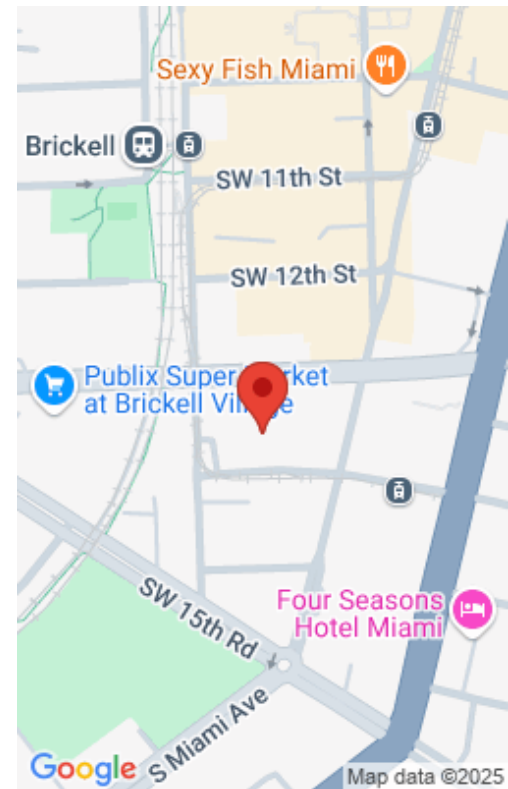 Sexy Fish Miami
Brickell
SW 11th St
SW 12th St
Publix Super Market
at Brickell Village
SW 15th Rd
Four Seasons
Hotel Miami
S Miami Ave
Google
Map data ©2025